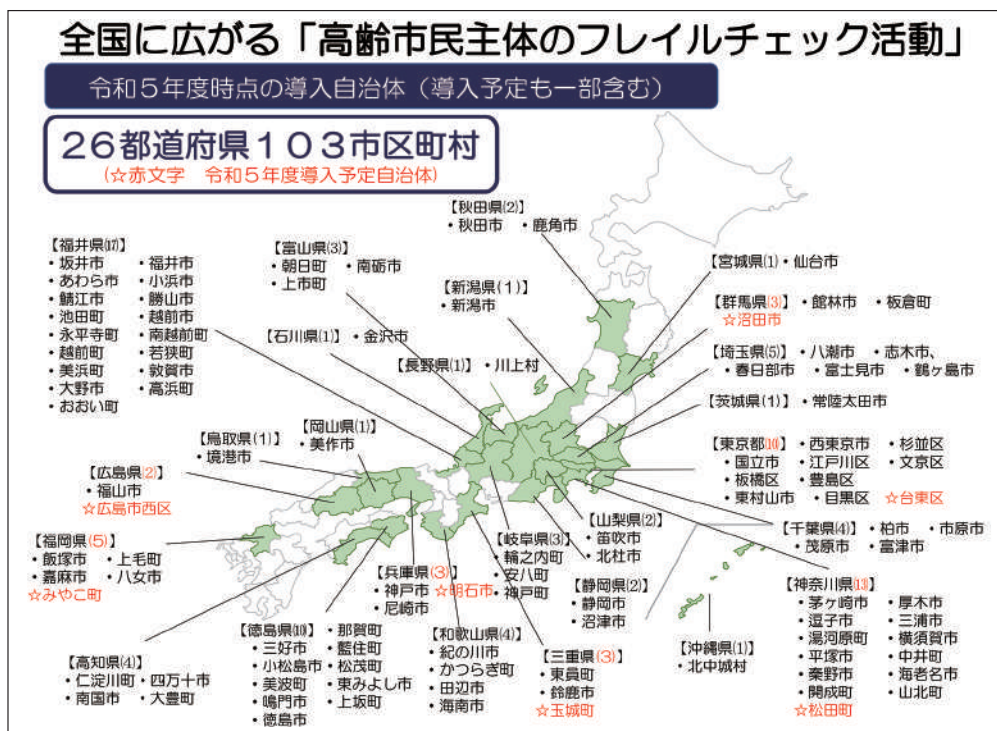 全国に広がる「高齢市民主体のフレイルチェック活動」
令和5年度時点の導入自治体（導入予定も一部含む）
26都道府県103市区町村
(☆赤文字　令和5年度導入予定自治体)
【秋田県(2)】
・秋田市　・鹿角市
【福井県(17)】
・坂井市　・福井市
・あわら市　・小浜市
・鯖江市　・勝山市
・池田町　・越前市
・永平寺町　・南越前町
・越前町　・若狭町
・美浜町　・敦賀市
・大野市　・高浜町
・おおい町
【富山県(3)】
・朝日町　・南砺市
・上市町
【新潟県(1)】
・新潟市
【石川県(1)】　・金沢市
【長野県(1)】　・川上村
【宮城県(1)】・仙台市
【群馬県(3)】・館林市　・板倉町
☆沼田市
【埼玉県(5)】・八潮市　・志木市、
・春日部市　・富士見市　・鶴ヶ島市
【茨城県(1)】・常陸太田市
【東京都(10)】・西東京市　・杉並区
・国立市　・江戸川区　・文京区
・板橋区　・豊島区
・東村山市　・目黒区　☆台東区
【千葉県(4)】・柏市　・市原市
・茂原市　・富津市
【神奈川県(13)】
・茅ヶ崎市　・厚木市
・逗子市　・三浦市
・湯河原町　・横須賀市
・平塚市　・中井町
・秦野市　・海老名市
・開成町　・山北町
☆松田町
【岡山県(1)】
・美作市
【鳥取県(1)】
・境港市
【広島県(2)】
・福山市
☆広島市西区
【福岡県(5)】
・飯塚市　・上毛町
・嘉麻市　・八女市
☆みやこ町
【高知県(4)】
・仁淀川町・四万十市
・南国市　・大豊町
【徳島県(10)】・那賀町
・三好市　・藍住町
・小松島市　・松茂町
・美波町　・東みよし市
・鳴門市　・上坂町
・徳島市
【兵庫県(3)】
・神戸市　☆明石市
・尼崎市
【和歌山県(4)】
・紀の川市
・かつらぎ町
・田辺市
・海南市
【岐阜県(3)】
・輪之内町
・安八町
・神戸町
【三重県(3)】
・東員町
・鈴鹿市
☆玉城町
【山梨県(2)】
・笛吹市
・北杜市
【静岡県(2)】
・静岡市
・沼津市
【沖縄県(1)】
・北中城村